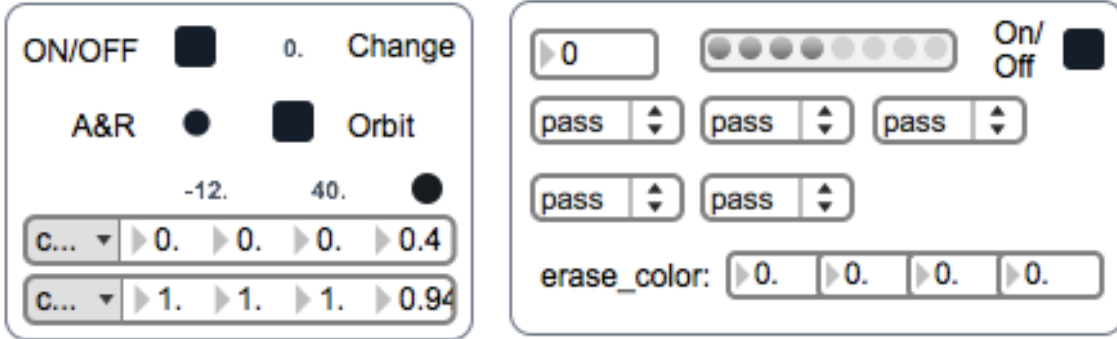 ON/OFF 0. Change
A&R Orbit
-12. 40.
c... 0. 0. 0. 0.4
c... 1. 1. 1. 0.94
0 On/
Off
pass pass pass
pass pass
erase_color: 0. 0. 0. 0.